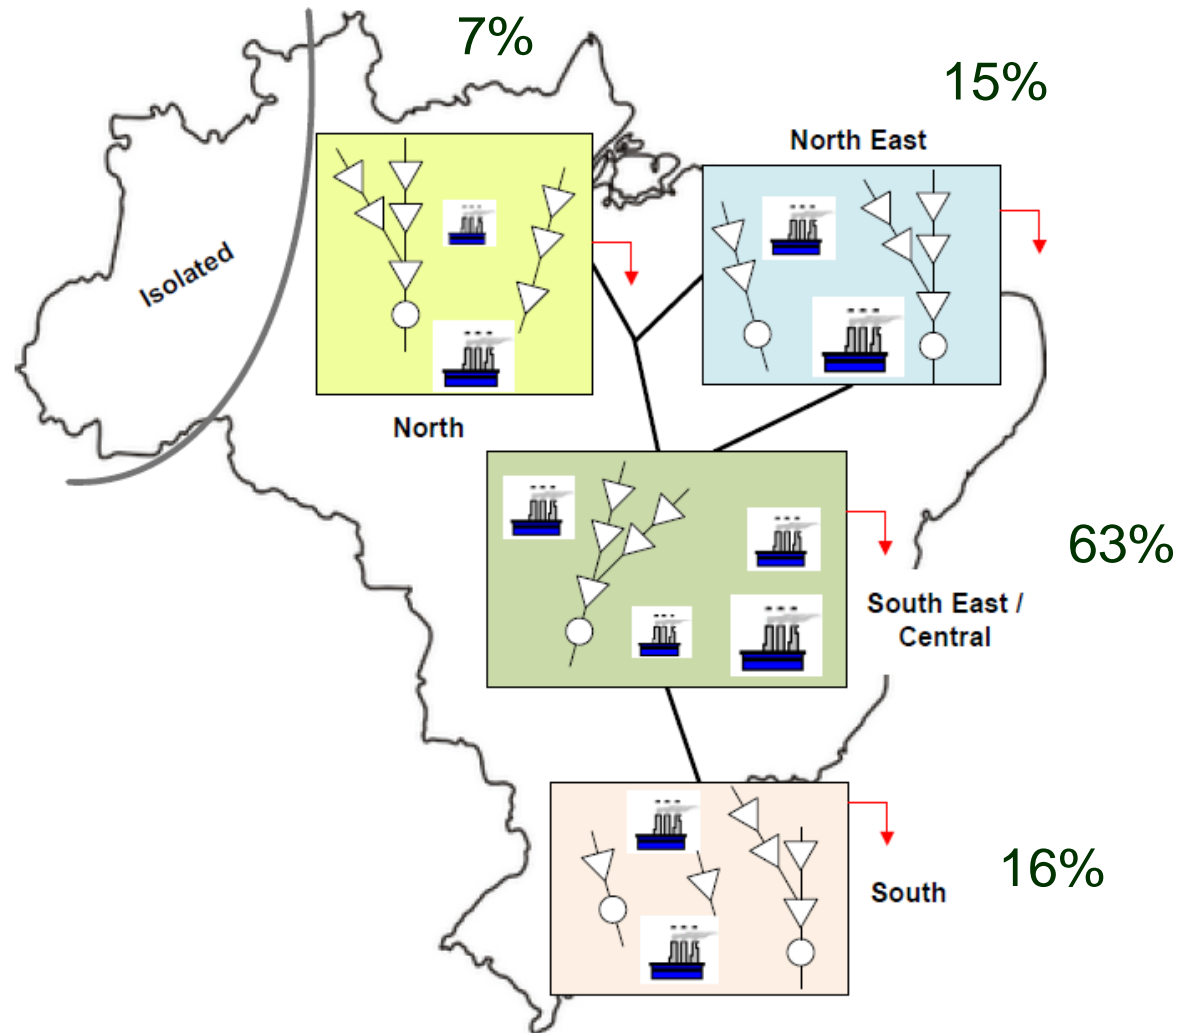 7%
15%
North East
Isolated
North
63%
South East /
Central
South
16%